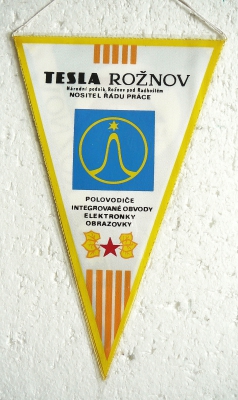 TESLA ROŽNOV
Národní podnik, Rožnov pod Radhoštěm
NOSITEL ŘÁDU PRÁCE
POLOVODIČE
INTEGROVANÉ OBVODY
ELEKTRONKY
OBRAZOVKY